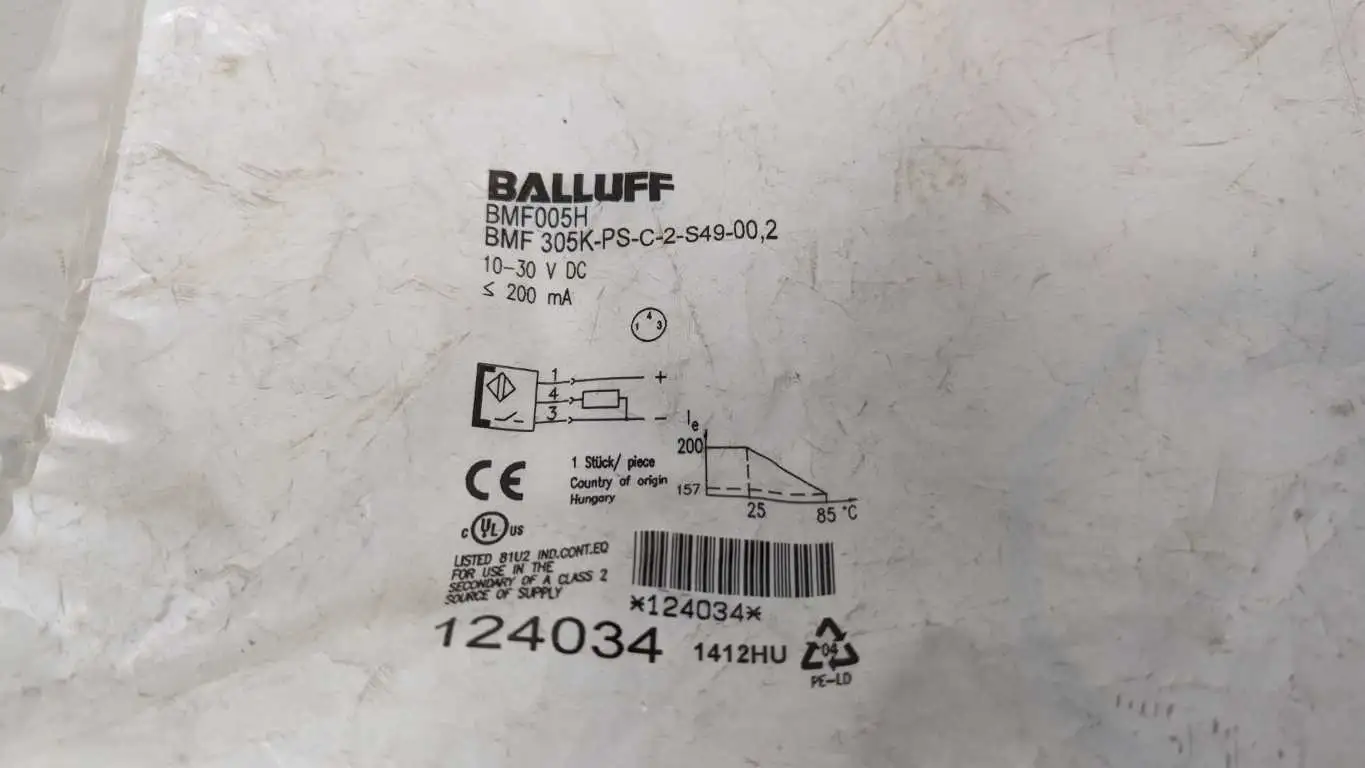 BALLUFF
BMF005H
BMF 305K-PS-C-2-S49-00,2
10-30 V DC
≤ 200 mA
1 4 3
1 +
4
3 -
Ie
200
157
25 85 °C
CE
1 Stück/ piece
Country of origin
Hungary
c UL US
LISTED 81U2 IND.CONT.EQ
FOR USE IN THE
SECONDARY OF A CLASS 2
SOURCE OF SUPPLY
*124034*
124034
1412HU
04
PE-LD